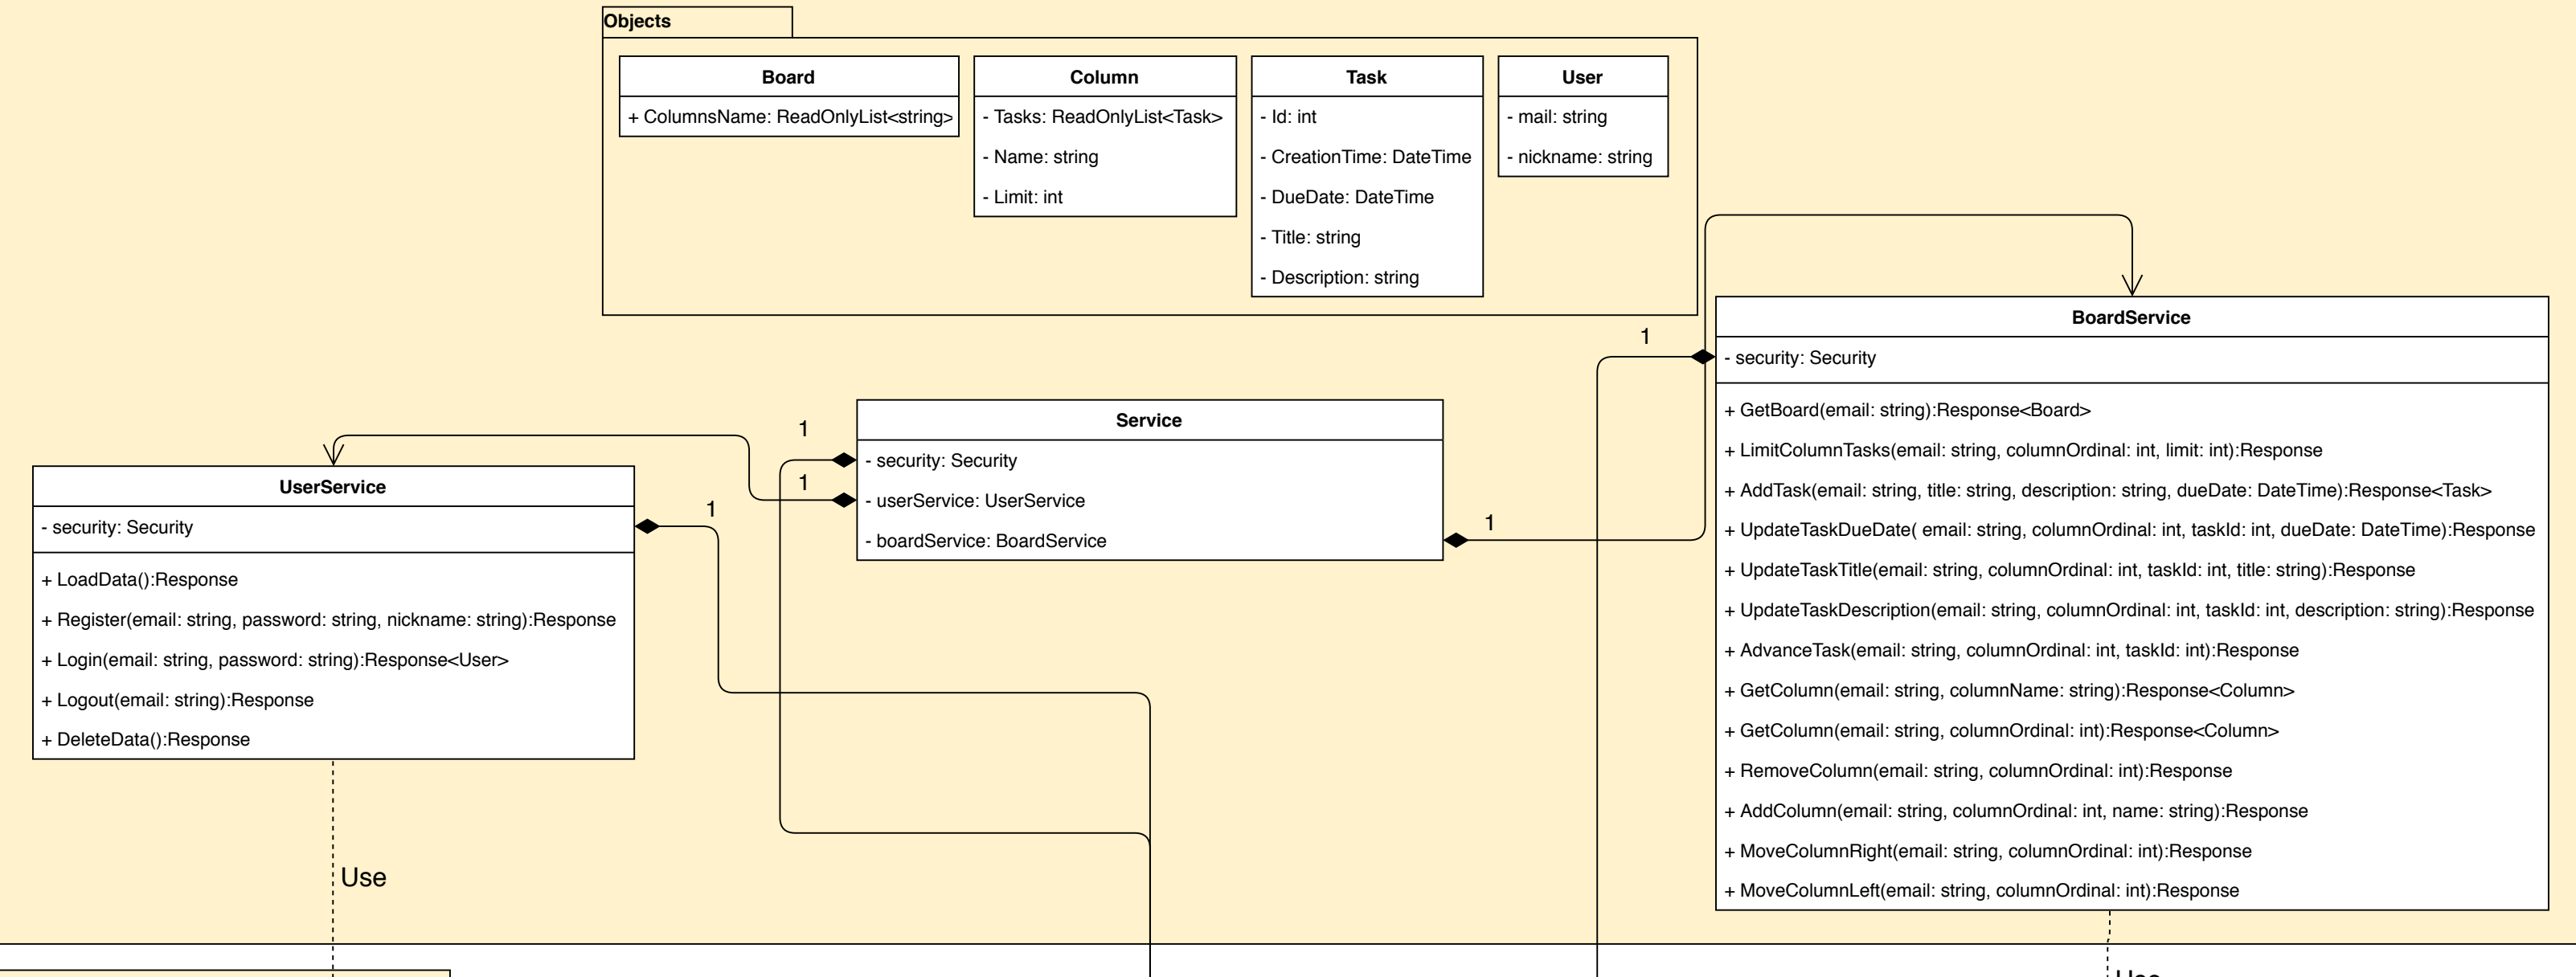 Objects
Board
+ ColumnsName: ReadOnlyList<string>
Column
- Tasks: ReadOnlyList<Task>
- Name: string
- Limit: int
Task
- Id: int
- CreationTime: DateTime
- DueDate: DateTime
- Title: string
- Description: string
User
- mail: string
- nickname: string
1
1
1
1
1
UserService
- security: Security
+ LoadData():Response
+ Register(email: string, password: string, nickname: string):Response
+ Login(email: string, password: string):Response<User>
+ Logout(email: string):Response
+ DeleteData():Response
Use
Service
- security: Security
- userService: UserService
- boardService: BoardService
BoardService
- security: Security
+ GetBoard(email: string):Response<Board>
+ LimitColumnTasks(email: string, columnOrdinal: int, limit: int):Response
+ AddTask(email: string, title: string, description: string, dueDate: DateTime):Response<Task>
+ UpdateTaskDueDate( email: string, columnOrdinal: int, taskId: int, dueDate: DateTime):Response
+ UpdateTaskTitle(email: string, columnOrdinal: int, taskId: int, title: string):Response
+ UpdateTaskDescription(email: string, columnOrdinal: int, taskId: int, description: string):Response
+ AdvanceTask(email: string, columnOrdinal: int, taskId: int):Response
+ GetColumn(email: string, columnName: string):Response<Column>
+ GetColumn(email: string, columnOrdinal: int):Response<Column>
+ RemoveColumn(email: string, columnOrdinal: int):Response
+ AddColumn(email: string, columnOrdinal: int, name: string):Response
+ MoveColumnRight(email: string, columnOrdinal: int):Response
+ MoveColumnLeft(email: string, columnOrdinal: int):Response